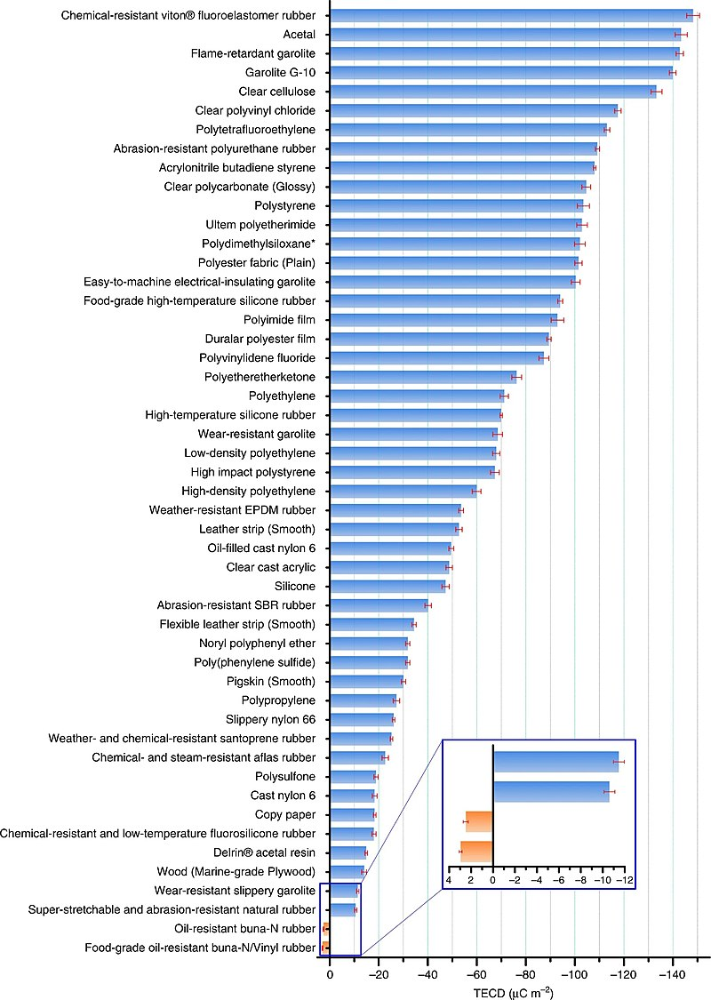 Chemical-resistant viton® fluoroelastomer rubber
Acetal
Flame-retardant garolite
Garolite G-10
Clear cellulose
Clear polyvinyl chloride
Polytetrafluoroethylene
Abrasion-resistant polyurethane rubber
Acrylonitrile butadiene styrene
Clear polycarbonate (Glossy)
Polystyrene
Ultem polyetherimide
Polydimethylsiloxane*
Polyester fabric (Plain)
Easy-to-machine electrical-insulating garolite
Food-grade high-temperature silicone rubber
Polyimide film
Duralar polyester film
Polyvinylidene fluoride
Polyetheretherketone
Polyethylene
High-temperature silicone rubber
Wear-resistant garolite
Low-density polyethylene
High impact polystyrene
High-density polyethylene
Weather-resistant EPDM rubber
Leather strip (Smooth)
Oil-filled cast nylon 6
Clear cast acrylic
Silicone
Abrasion-resistant SBR rubber
Flexible leather strip (Smooth)
Noryl polyphenyl ether
Poly(phenylene sulfide)
Pigskin (Smooth)
Polypropylene
Slippery nylon 66
Weather- and chemical-resistant santoprene rubber
Chemical- and steam-resistant aflas rubber
Polysulfone
Cast nylon 6
Copy paper
Chemical-resistant and low-temperature fluorosilicone rubber
Delrin® acetal resin
Wood (Marine-grade Plywood)
Wear-resistant slippery garolite
Super-stretchable and abrasion-resistant natural rubber
Oil-resistant buna-N rubber
Food-grade oil-resistant buna-N/Vinyl rubber
4 2 0 −2 −4 −6 −8 −10 −12
0 −20 −40 −60 −80 −100 −120 −140
TECD (μC m⁻²)